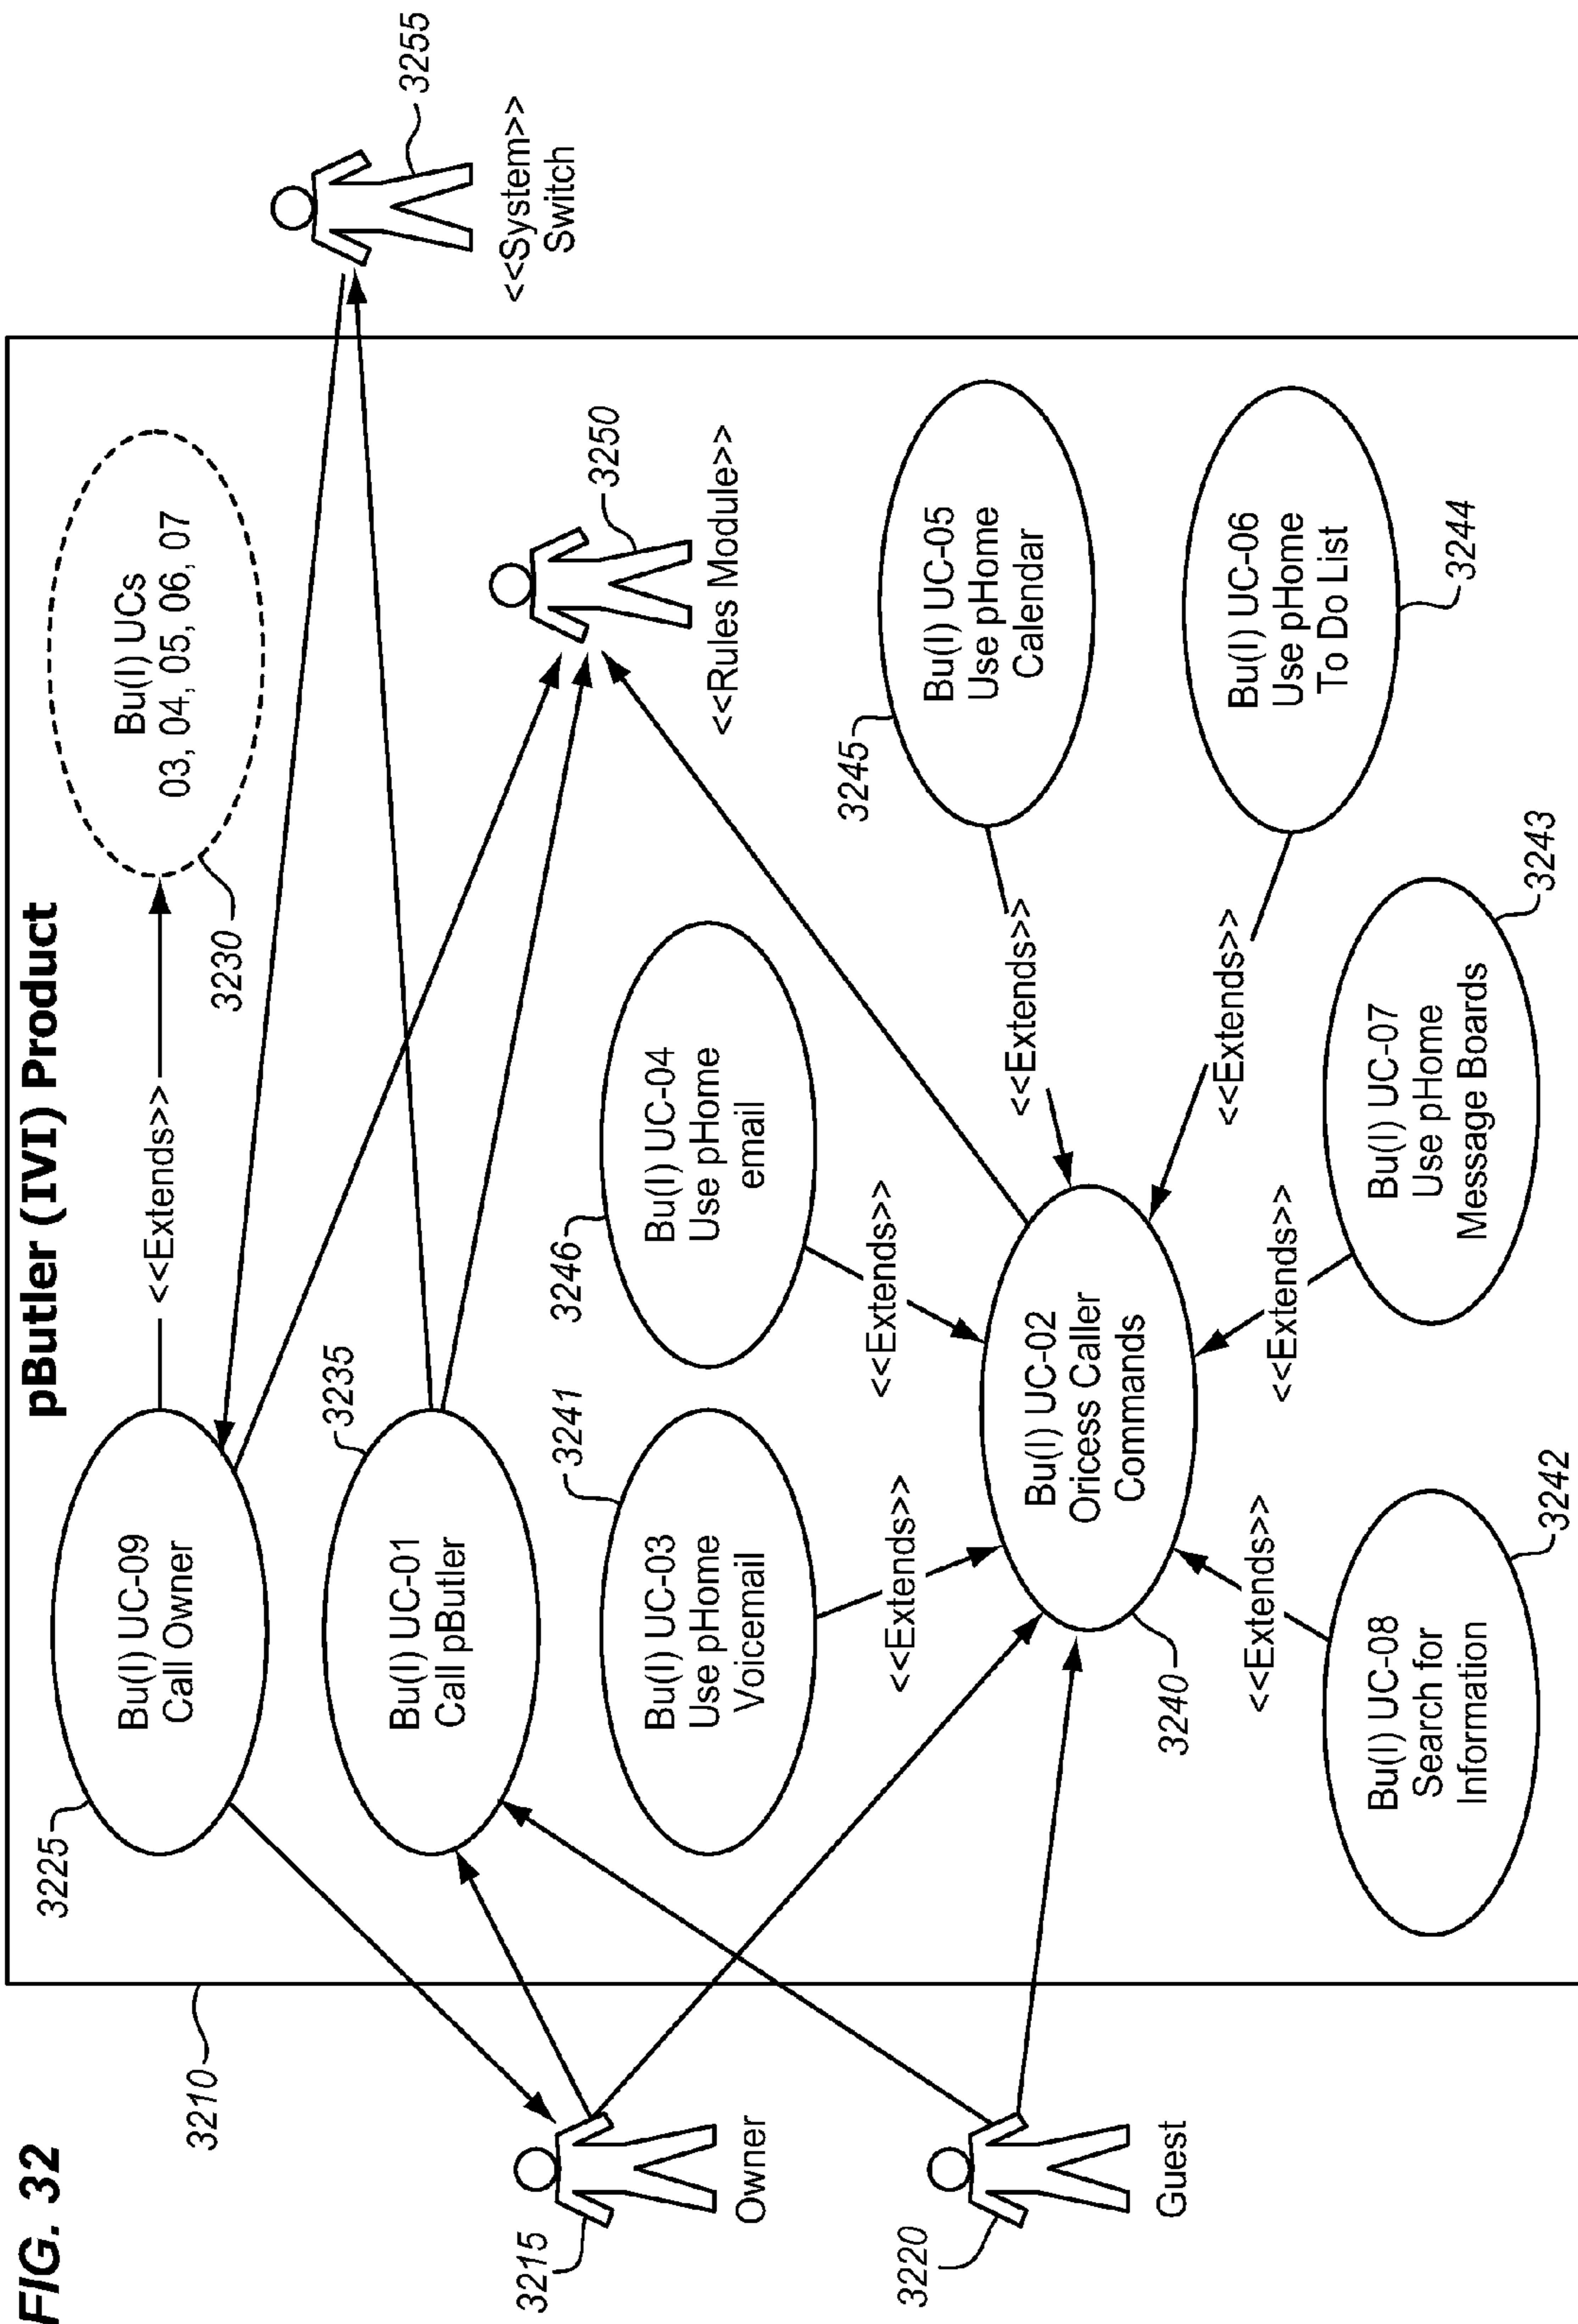 FIG. 32
pButler (IVI) Product
3210
3225
Bu(I) UC-09
Call Owner
<<Extends>>
3230
Bu(I) UCs
03, 04, 05, 06, 07
3235
Bu(I) UC-01
Call pButler
3255
<<System>>
Switch
3215
Owner
3241
Bu(I) UC-03
Use pHome
Voicemail
3246
Bu(I) UC-04
Use pHome
email
3250
<<Rules Module>>
<<Extends>>
<<Extends>>
3245
Bu(I) UC-05
Use pHome
Calendar
<<Extends>>
3220
Guest
3240
Bu(I) UC-02
Oricess Caller
Commands
<<Extends>>
Bu(I) UC-06
Use pHome
To Do List
3244
<<Extends>>
<<Extends>>
Bu(I) UC-08
Search for
Information
3242
Bu(I) UC-07
Use pHome
Message Boards
3243